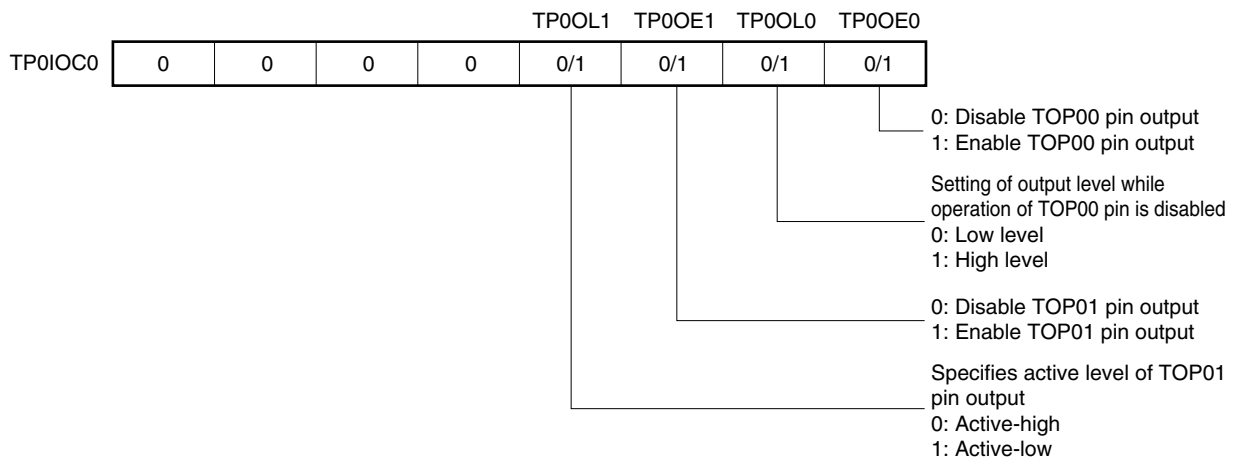 TP0OL1 TP0OE1 TP0OL0 TP0OE0
TP0IOC0 0 0 0 0 0/1 0/1 0/1 0/1
0: Disable TOP00 pin output
1: Enable TOP00 pin output
Setting of output level while
operation of TOP00 pin is disabled
0: Low level
1: High level
0: Disable TOP01 pin output
1: Enable TOP01 pin output
Specifies active level of TOP01
pin output
0: Active-high
1: Active-low